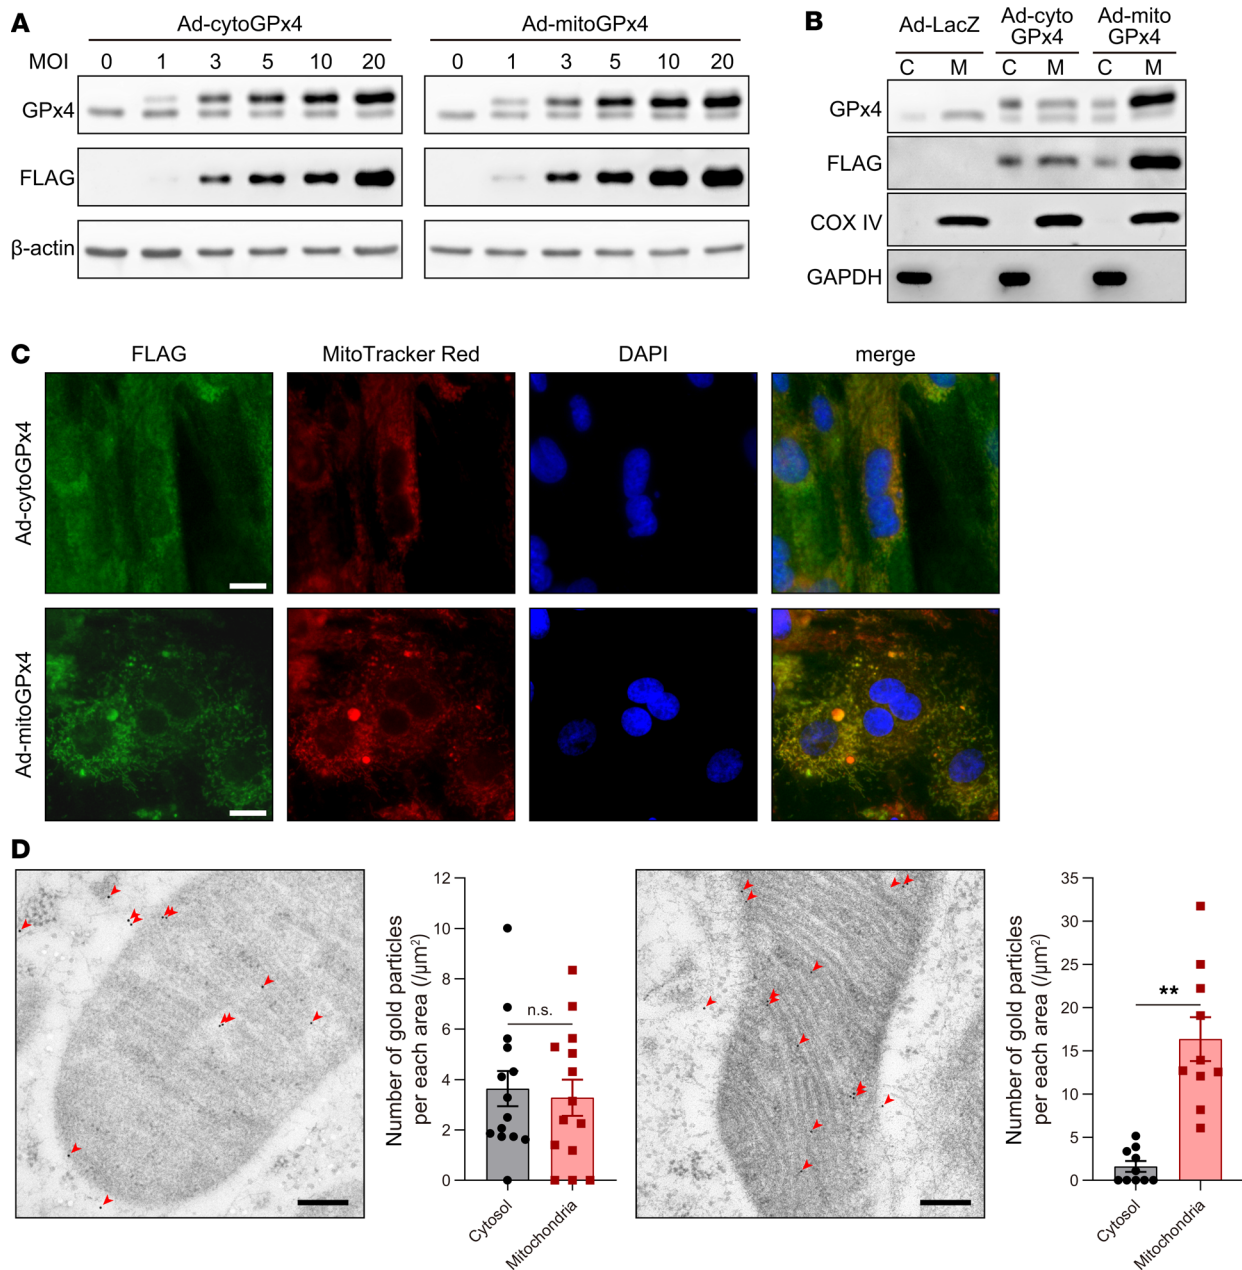 A
Ad-cytoGPx4
Ad-mitoGPx4
MOI 0 1 3 5 10 20 0 1 3 5 10 20
GPx4
FLAG
β-actin
B
Ad-LacZ
Ad-cyto
GPx4
Ad-mito
GPx4
C M C M C M
GPx4
FLAG
COX IV
GAPDH
C
FLAG
MitoTracker Red
DAPI
merge
Ad-cytoGPx4
Ad-mitoGPx4
D
Number of gold particles
per each area (/μm²)
12
10
8
6
4
2
0
n.s.
Cytosol
Mitochondria
Number of gold particles
per each area (/μm²)
35
30
25
20
15
10
5
0
**
Cytosol
Mitochondria